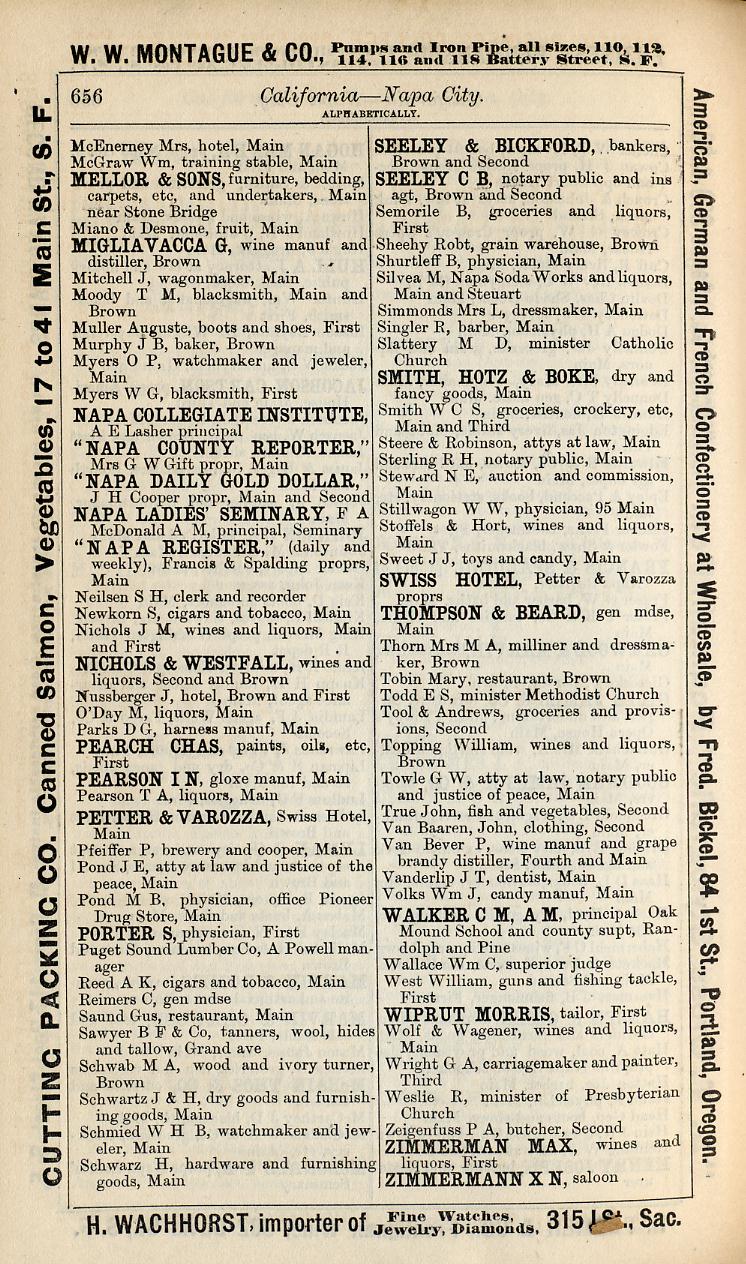 W. W. MONTAGUE & CO., Pumps and Iron Pipe, all sizes, 110, 112,
114, 116 and 118 Battery Street, S. F.
656 California—Napa City.
ALPHABETICALLY.
McEnerney Mrs, hotel, Main
McGraw Wm, training stable, Main
MELLOR & SONS, furniture, bedding,
carpets, etc, and undertakers, Main
near Stone Bridge
Miano & Desmone, fruit, Main
MIGLIAVACCA G, wine manuf and
distiller, Brown
Mitchell J, wagonmaker, Main
Moody T M, blacksmith, Main and
Brown
Muller Auguste, boots and shoes, First
Murphy J B, baker, Brown
Myers O P, watchmaker and jeweler,
Main
Myers W G, blacksmith, First
NAPA COLLEGIATE INSTITUTE,
A E Lasher principal
"NAPA COUNTY REPORTER,"
Mrs G W Gift propr, Main
"NAPA DAILY GOLD DOLLAR,"
J H Cooper propr, Main and Second
NAPA LADIES' SEMINARY, F A
McDonald A M, principal, Seminary
"NAPA REGISTER," (daily and
weekly), Francis & Spalding proprs,
Main
Neilsen S H, clerk and recorder
Newkorn S, cigars and tobacco, Main
Nichols J M, wines and liquors, Main
and First
NICHOLS & WESTFALL, wines and
liquors, Second and Brown
Nussberger J, hotel, Brown and First
O'Day M, liquors, Main
Parks D G, harness manuf, Main
PEARCH CHAS, paints, oils, etc,
First
PEARSON I N, gloxe manuf, Main
Pearson T A, liquors, Main
PETTER & VAROZZA, Swiss Hotel,
Main
Pfeiffer P, brewery and cooper, Main
Pond J E, atty at law and justice of the
peace, Main
Pond M B, physician, office Pioneer
Drug Store, Main
PORTER S, physician, First
Puget Sound Lumber Co, A Powell man-
ager
Reed A K, cigars and tobacco, Main
Reimers C, gen mdse
Saund Gus, restaurant, Main
Sawyer B F & Co, tanners, wool, hides
and tallow, Grand ave
Schwab M A, wood and ivory turner,
Brown
Schwartz J & H, dry goods and furnish-
ing goods, Main
Schmied W H B, watchmaker and jew-
eler, Main
Schwarz H, hardware and furnishing
goods, Main
SEELEY & BICKFORD, bankers,
Brown and Second
SEELEY C B, notary public and ins
agt, Brown and Second
Semorile B, groceries and liquors,
First
Sheehy Robt, grain warehouse, Brown
Shurtleff B, physician, Main
Silvea M, Napa Soda Works and liquors,
Main and Steuart
Simmonds Mrs L, dressmaker, Main
Singler R, barber, Main
Slattery M D, minister Catholic
Church
SMITH, HOTZ & BOKE, dry and
fancy goods, Main
Smith W C S, groceries, crockery, etc,
Main and Third
Steere & Robinson, attys at law, Main
Sterling R H, notary public, Main
Steward N E, auction and commission,
Main
Stillwagon W W, physician, 95 Main
Stoffels & Hort, wines and liquors,
Main
Sweet J J, toys and candy, Main
SWISS HOTEL, Petter & Varozza
proprs
THOMPSON & BEARD, gen mdse,
Main
Thorn Mrs M A, milliner and dressma-
ker, Brown
Tobin Mary, restaurant, Brown
Todd E S, minister Methodist Church
Tool & Andrews, groceries and provis-
ions, Second
Topping William, wines and liquors,
Brown
Towle G W, atty at law, notary public
and justice of peace, Main
True John, fish and vegetables, Second
Van Baaren, John, clothing, Second
Van Bever P, wine manuf and grape
brandy distiller, Fourth and Main
Vanderlip J T, dentist, Main
Volks Wm J, candy manuf, Main
WALKER C M, A M, principal Oak
Mound School and county supt, Ran-
dolph and Pine
Wallace Wm C, superior judge
West William, guns and fishing tackle,
First
WIPRUT MORRIS, tailor, First
Wolf & Wagener, wines and liquors,
Main
Wright G A, carriagemaker and painter,
Third
Weslie R, minister of Presbyterian
Church
Zeigenfuss P A, butcher, Second
ZIMMERMAN MAX, wines and
liquors, First
ZIMMERMANN X N, saloon
CUTTING PACKING CO. Canned Salmon, Vegetables, 17 to 41 Main St., S. F.
American, German and French Confectionery at Wholesale, by Fred. Bickel, 84 1st St., Portland, Oregon.
H. WACHHORST, importer of Fine Watches,
Jewelry, Diamonds, 315 J St., Sac.